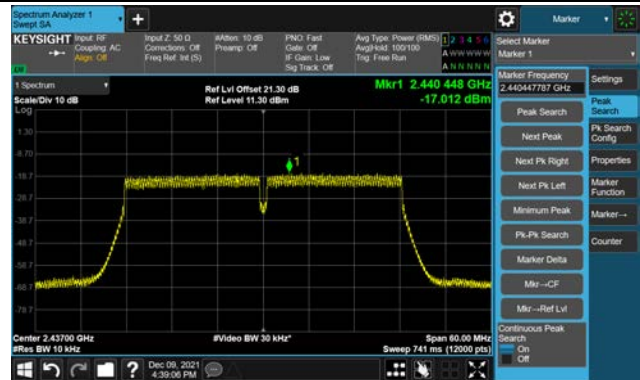 Spectrum Analyzer 1
Swept SA
+
Marker
KEYSIGHT
Input: RF
Coupling: AC
Align: Off
Input Z: 50 Ω
Corrections: Off
Freq Ref: Int (S)
#Atten: 10 dB
Preamp: Off
PNO: Fast
Gate: Off
IF Gain: Low
Sig Track: Off
Avg Type: Power (RMS)
Avg|Hold: 100/100
Trig: Free Run
1 2 3 4 5 6
A W W W W W
A N N N N N
Select Marker
Marker 1
1 Spectrum
Scale/Div 10 dB
Log
Ref Lvl Offset 21.30 dB
Ref Level 11.30 dBm
Mkr1 2.440 448 GHz
-17.012 dBm
1.30
-8.70
-18.7
-28.7
-38.7
-48.7
-58.7
-68.7
-78.7
1
Center 2.43700 GHz
#Res BW 10 kHz
#Video BW 30 kHz*
Span 60.00 MHz
Sweep 741 ms (12000 pts)
Marker Frequency
2.440447787 GHz
Peak Search
Next Peak
Next Pk Right
Next Pk Left
Minimum Peak
Pk-Pk Search
Marker Delta
Mkr→CF
Mkr→Ref Lvl
Continuous Peak
Search
On
Off
Settings
Peak
Search
Pk Search
Config
Properties
Marker
Function
Marker→
Counter
?
Dec 09, 2021
4:39:06 PM